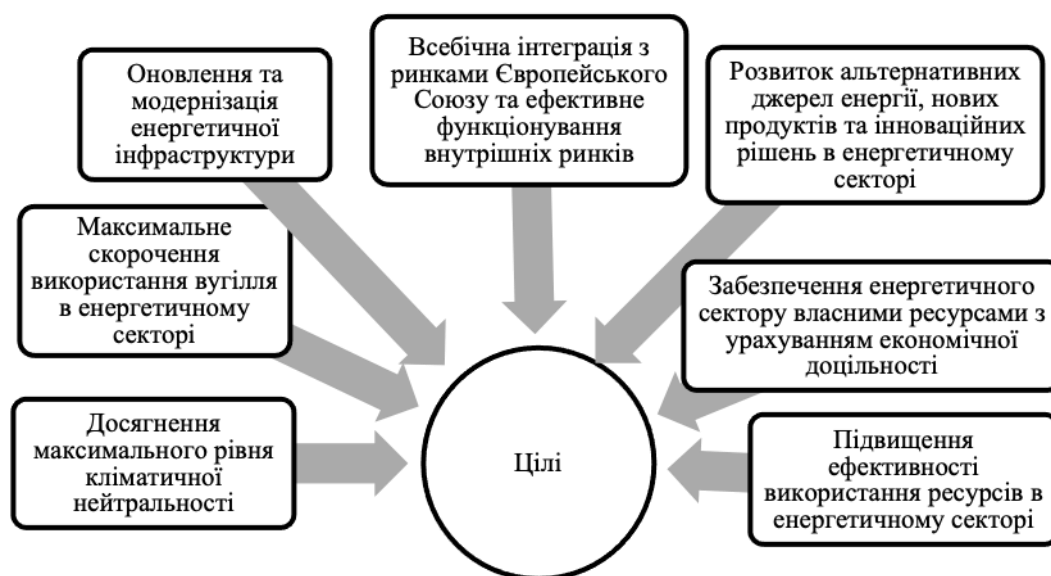 Оновлення та
модернізація
енергетичної
інфраструктури
Всебічна інтеграція з
ринками Європейського
Союзу та ефективне
функціонування
внутрішніх ринків
Розвиток альтернативних
джерел енергії, нових
продуктів та інноваційних
рішень в енергетичному
секторі
Максимальне
скорочення
використання вугілля
в енергетичному
секторі
Забезпечення енергетичного
сектору власними ресурсами з
урахуванням економічної
доцільності
Досягнення
максимального рівня
кліматичної
нейтральності
Цілі
Підвищення
ефективності
використання ресурсів в
енергетичному секторі